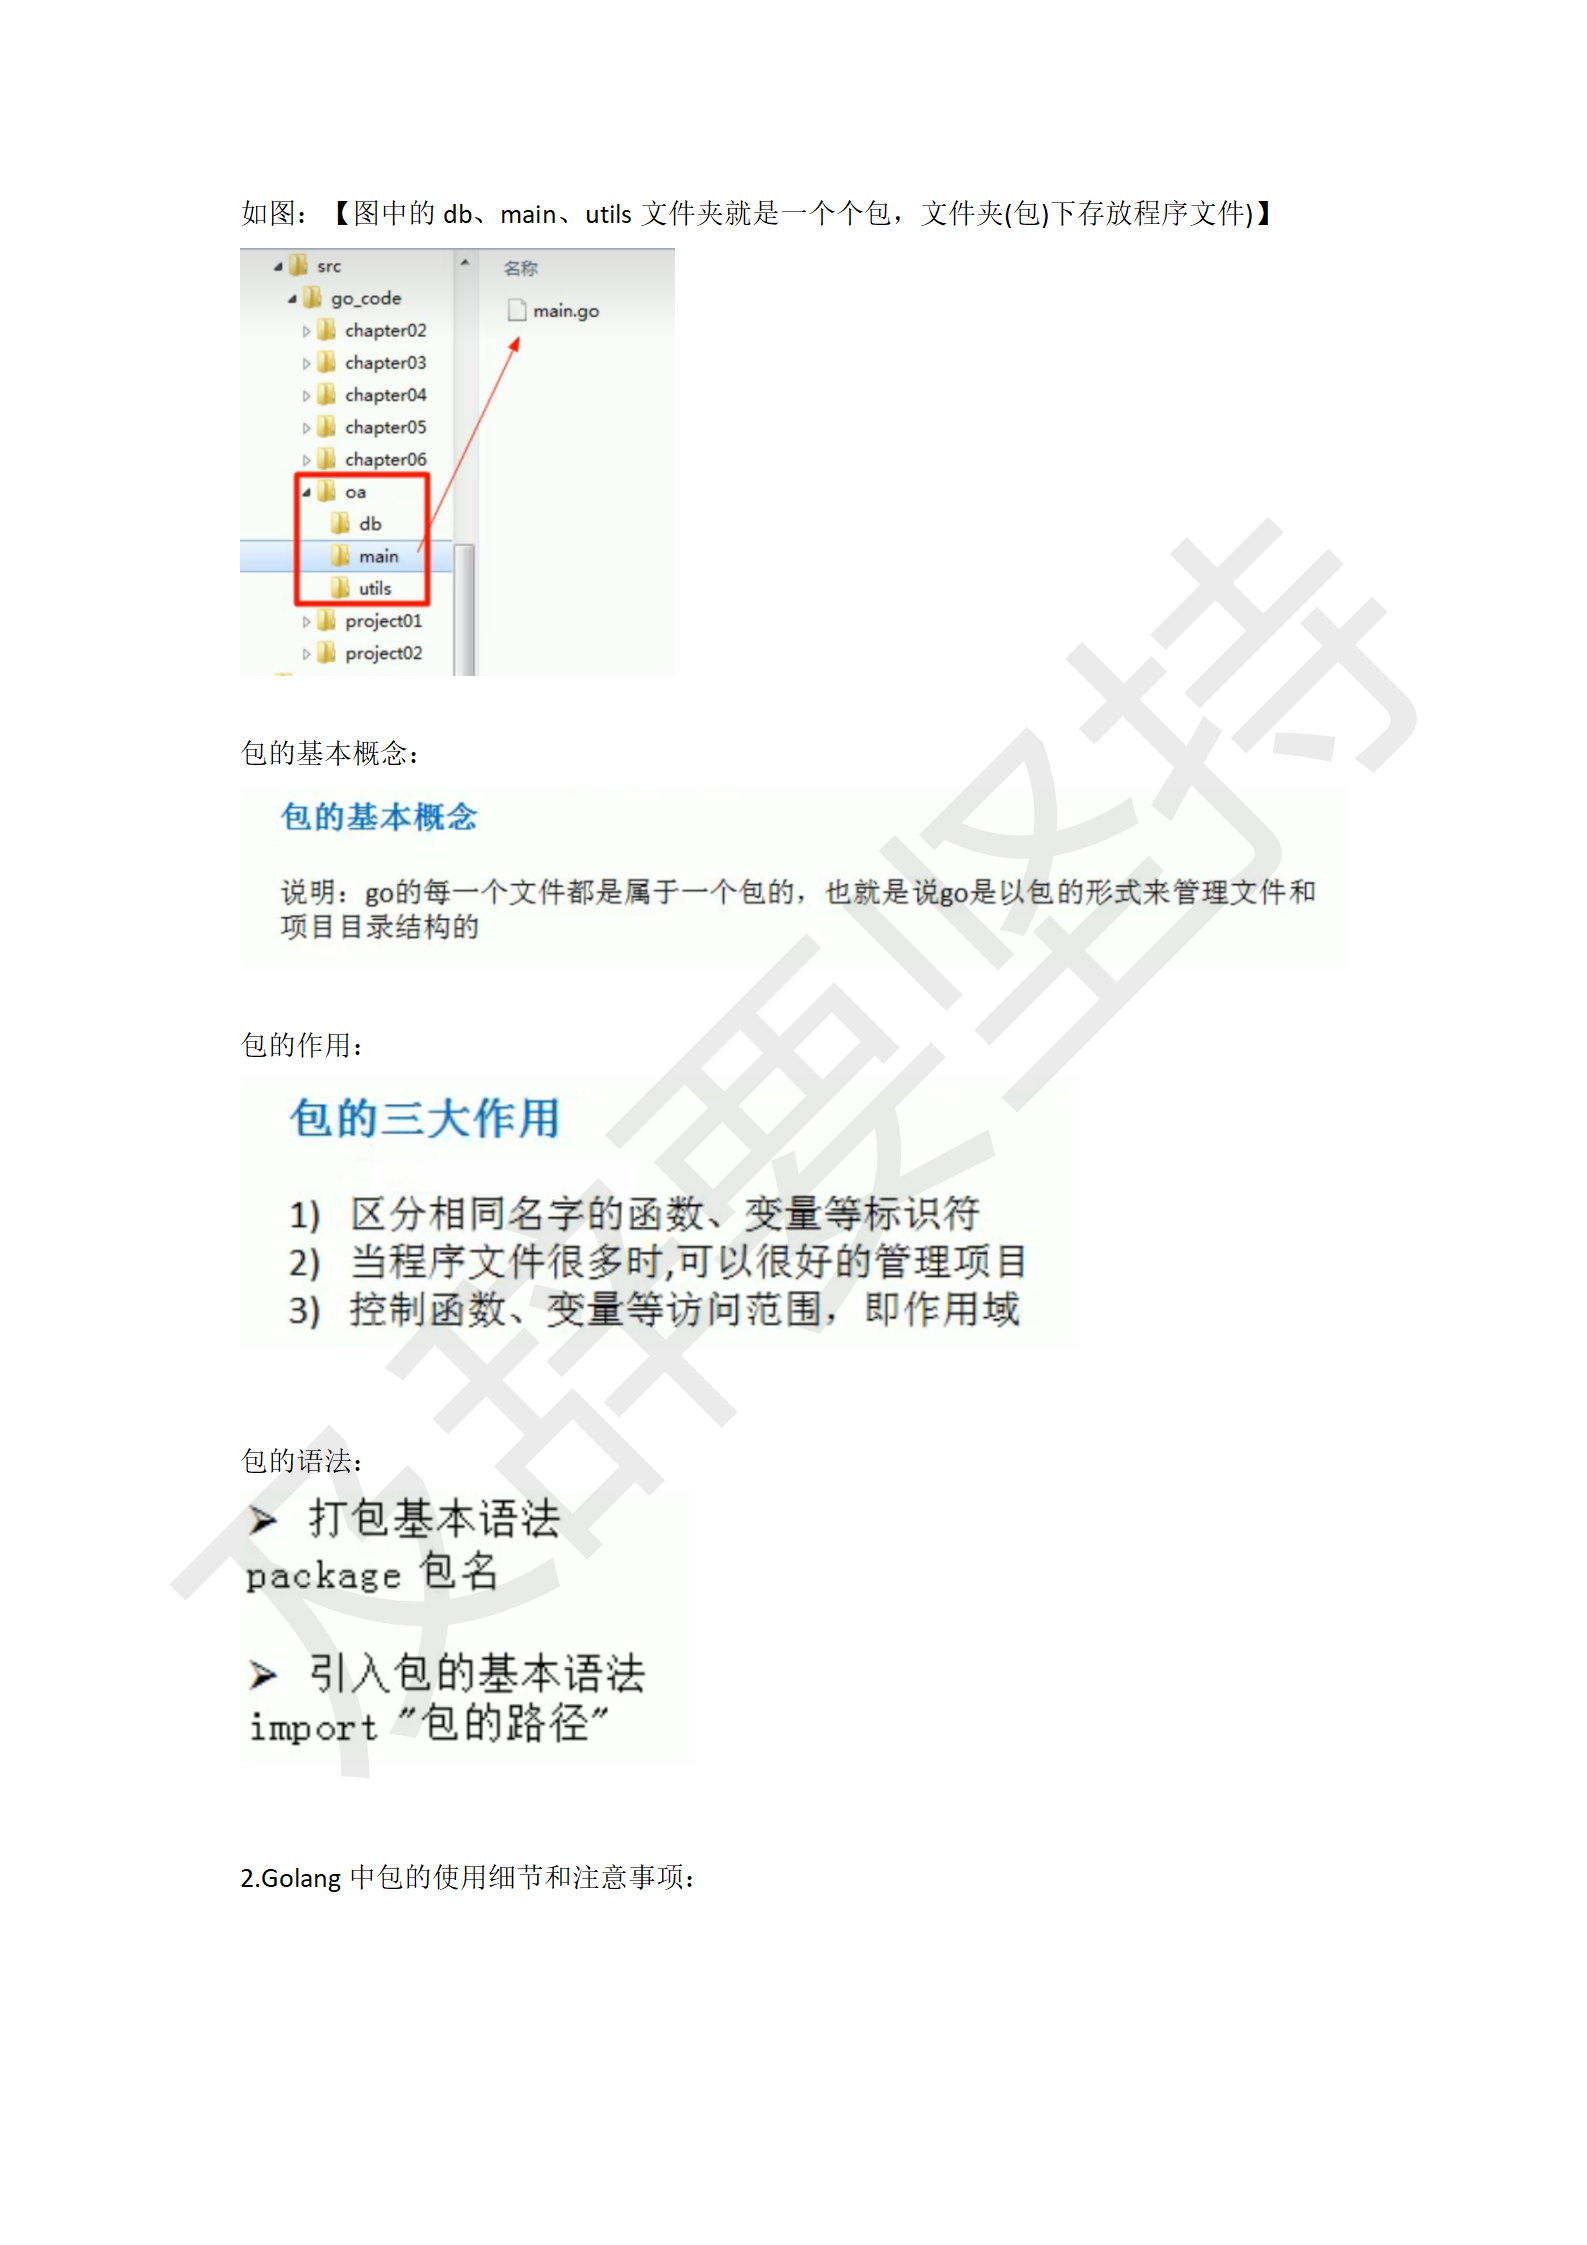 如图：【图中的 db、main、utils 文件夹就是一个个包，文件夹(包)下存放程序文件)】
src
名称
go_code
main.go
chapter02
chapter03
chapter04
chapter05
chapter06
oa
db
main
utils
project01
project02
包的基本概念：
包的基本概念
说明：go的每一个文件都是属于一个包的，也就是说go是以包的形式来管理文件和
项目目录结构的
包的作用：
包的三大作用
1) 区分相同名字的函数、变量等标识符
2) 当程序文件很多时,可以很好的管理项目
3) 控制函数、变量等访问范围，即作用域
包的语法：
➢ 打包基本语法
package 包名
➢ 引入包的基本语法
import "包的路径"
2.Golang 中包的使用细节和注意事项：
及辞要坚持